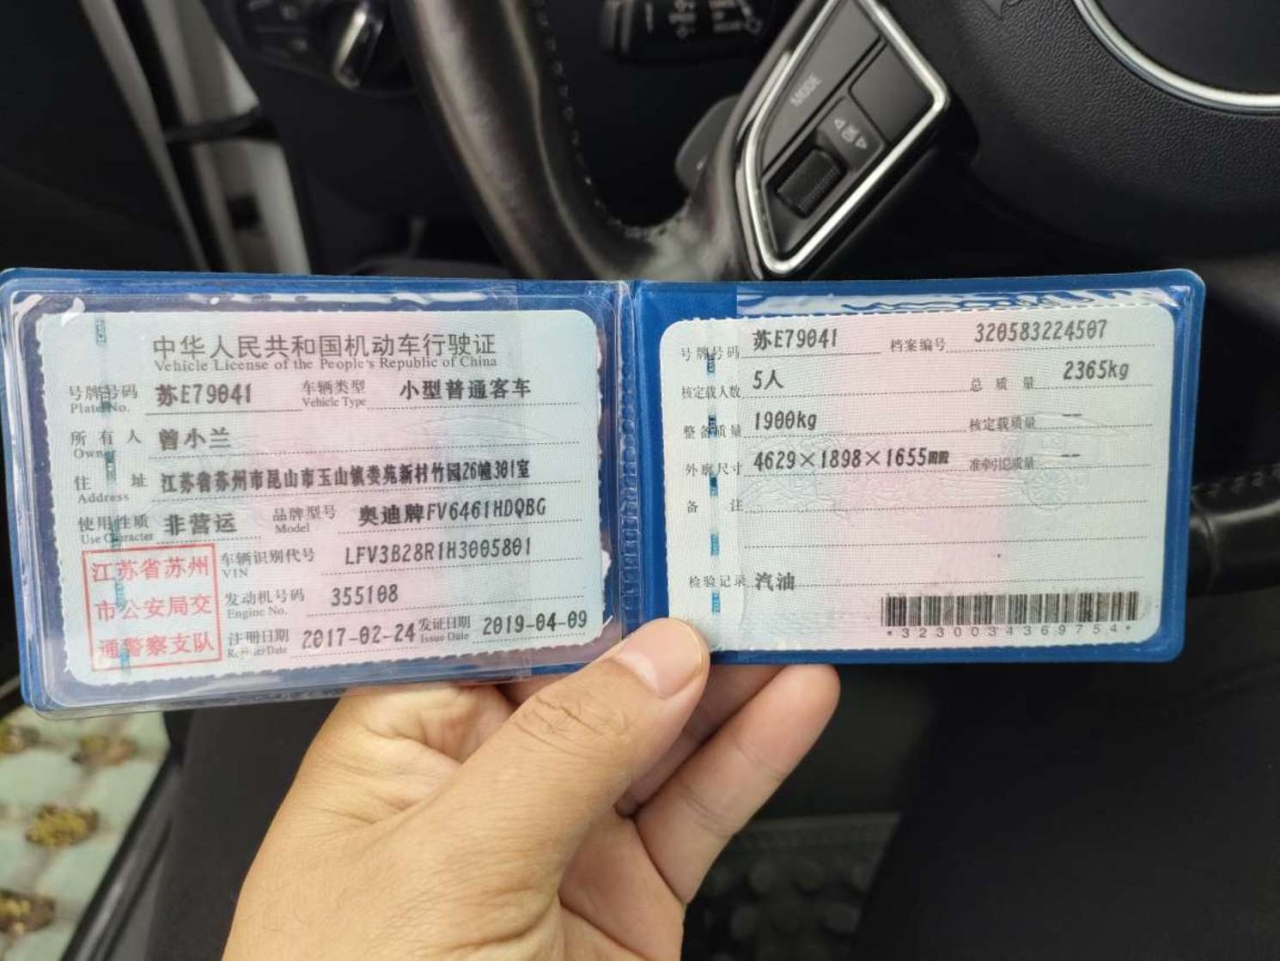 MODE
OK
中华人民共和国机动车行驶证
Vehicle License of the People's Republic of China
号牌号码 苏E79041 车辆类型 小型普通客车
Plate No. Vehicle Type
所有人 曾小兰
Owner
住址 江苏省苏州市昆山市玉山镇娄苑新村竹园26幢301室
Address
使用性质 非营运 品牌型号 奥迪牌FV6461HDQBG
Use Character Model
江苏省苏州
市公安局交
通警察支队
车辆识别代号 LFV3B28R1H3005801
VIN
发动机号码 355108
Engine No.
注册日期 2017-02-24 发证日期 2019-04-09
Register Date Issue Date
号牌号码 苏E79041 档案编号 320583224507
核定载人数 5人 总质量 2365kg
整备质量 1900kg 核定载质量 --
外廓尺寸 4629×1898×1655mm 准牵引总质量 --
备注
检验记录 汽油
*3230034369754*